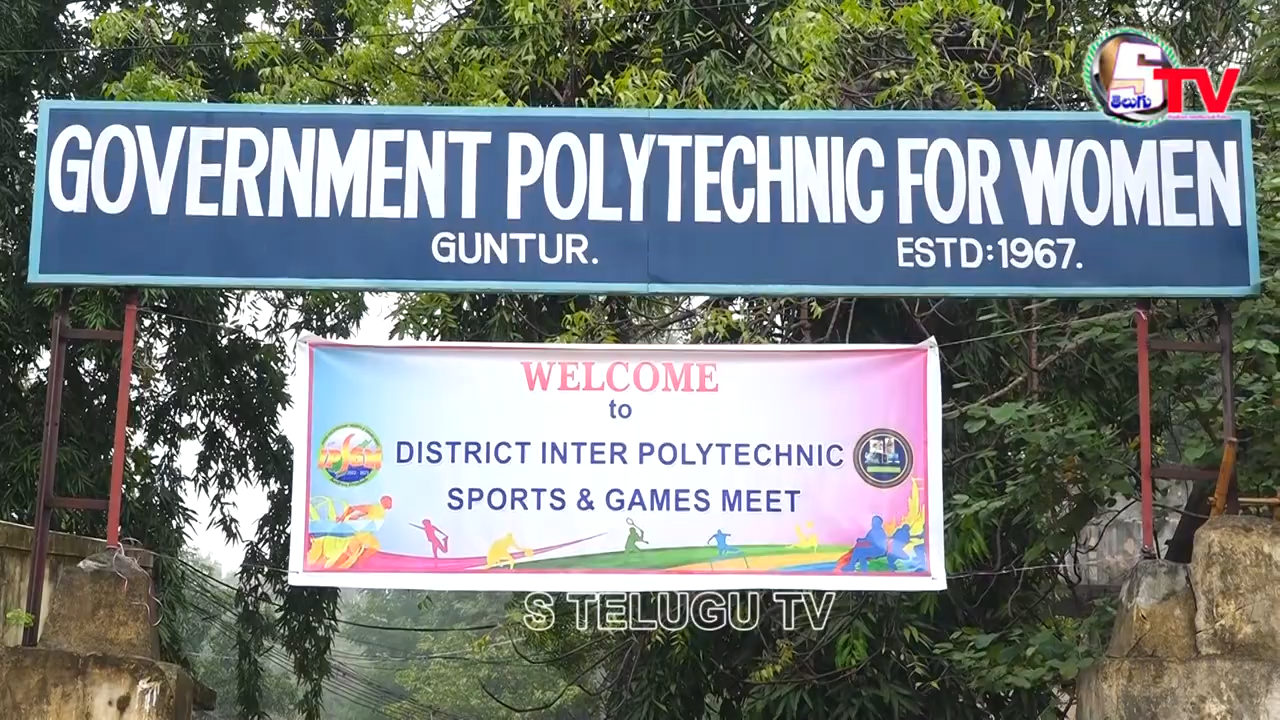 S TV
తెలుగు
GOVERNMENT POLYTECHNIC FOR WOMEN
GUNTUR. ESTD:1967.
WELCOME
to
DISTRICT INTER POLYTECHNIC
SPORTS & GAMES MEET
S TELUGU TV